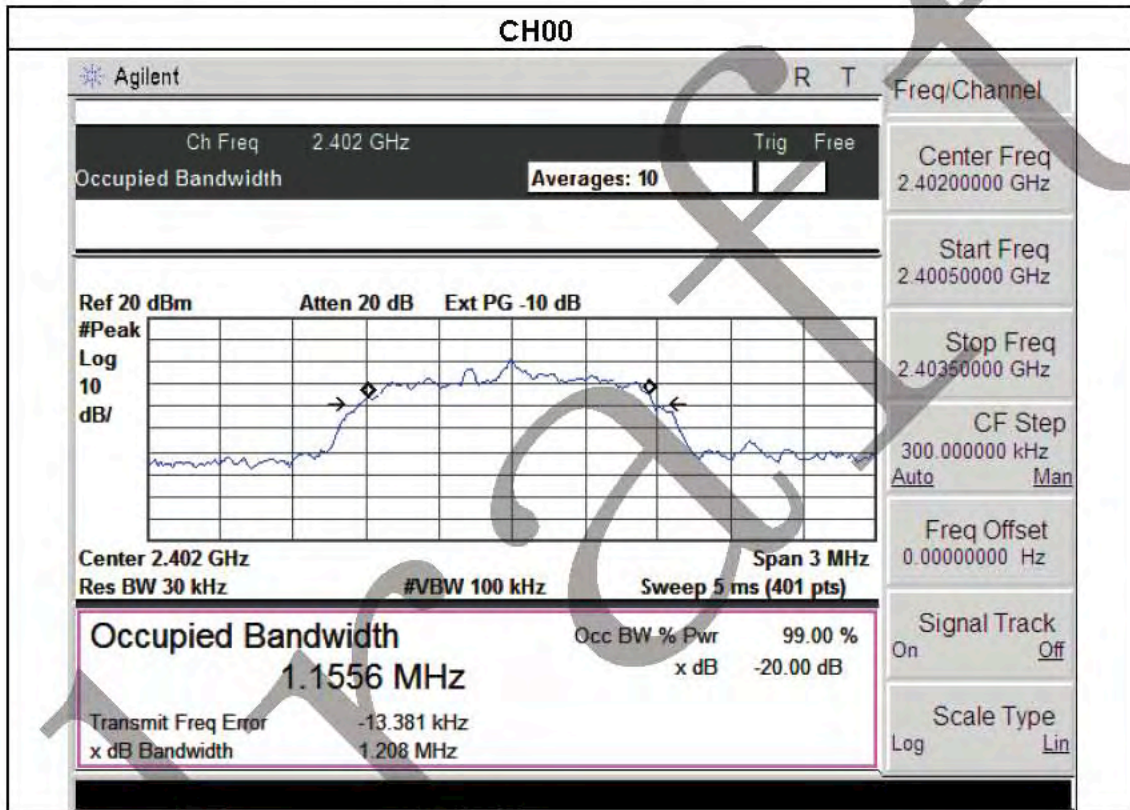 CH00
Agilent
R T
Ch Freq 2.402 GHz Trig Free
Occupied Bandwidth Averages: 10
Ref 20 dBm Atten 20 dB Ext PG -10 dB
#Peak
Log
10
dB/
Center 2.402 GHz Span 3 MHz
Res BW 30 kHz #VBW 100 kHz Sweep 5 ms (401 pts)
Occupied Bandwidth Occ BW % Pwr 99.00 %
1.1556 MHz x dB -20.00 dB
Transmit Freq Error -13.381 kHz
x dB Bandwidth 1.208 MHz
Freq/Channel
Center Freq
2.40200000 GHz
Start Freq
2.40050000 GHz
Stop Freq
2.40350000 GHz
CF Step
300.000000 kHz
Auto Man
Freq Offset
0.00000000 Hz
Signal Track
On Off
Scale Type
Log Lin
raft